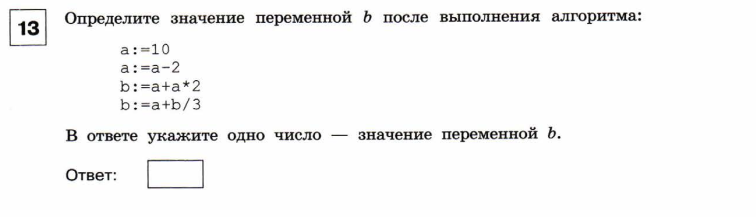 13
Определите значение переменной b после выполнения алгоритма:
a:=10
a:=a-2
b:=a+a*2
b:=a+b/3
В ответе укажите одно число — значение переменной b.
Ответ: